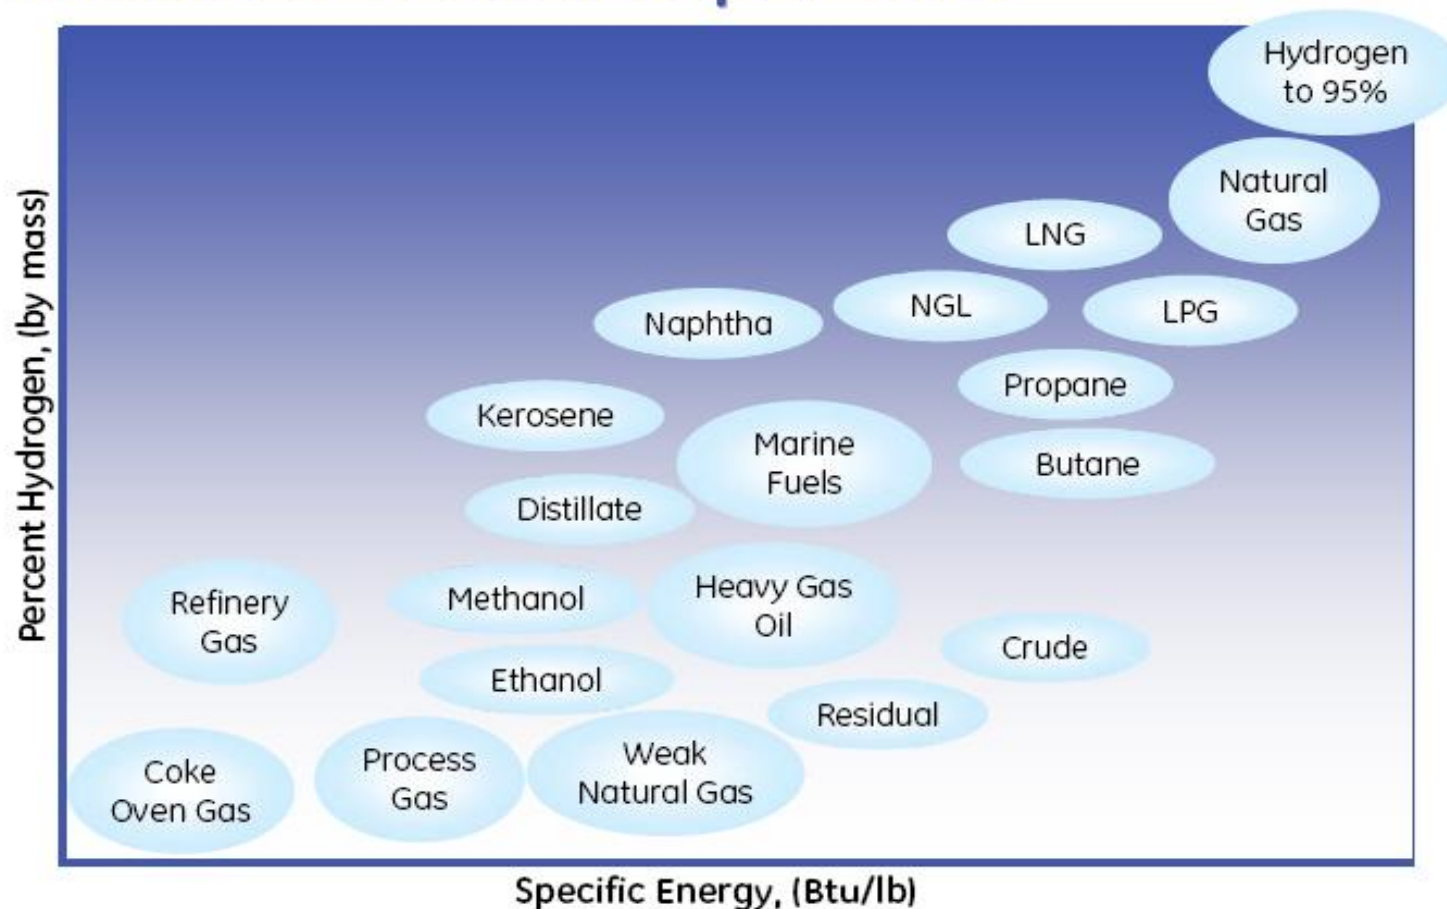 Hydrogen
to 95%
Natural
Gas
LNG
NGL
LPG
Naphtha
Propane
Kerosene
Marine
Fuels
Butane
Distillate
Refinery
Gas
Methanol
Heavy Gas
Oil
Crude
Ethanol
Residual
Coke
Oven Gas
Process
Gas
Weak
Natural Gas
Percent Hydrogen, (by mass)
Specific Energy, (Btu/lb)